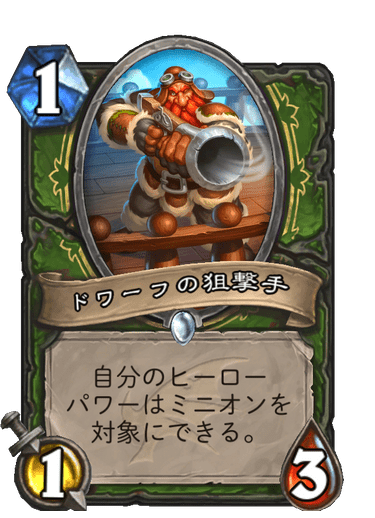 1
ドワーフの狙撃手
自分のヒーロー
パワーはミニオンを
対象にできる。
1
3